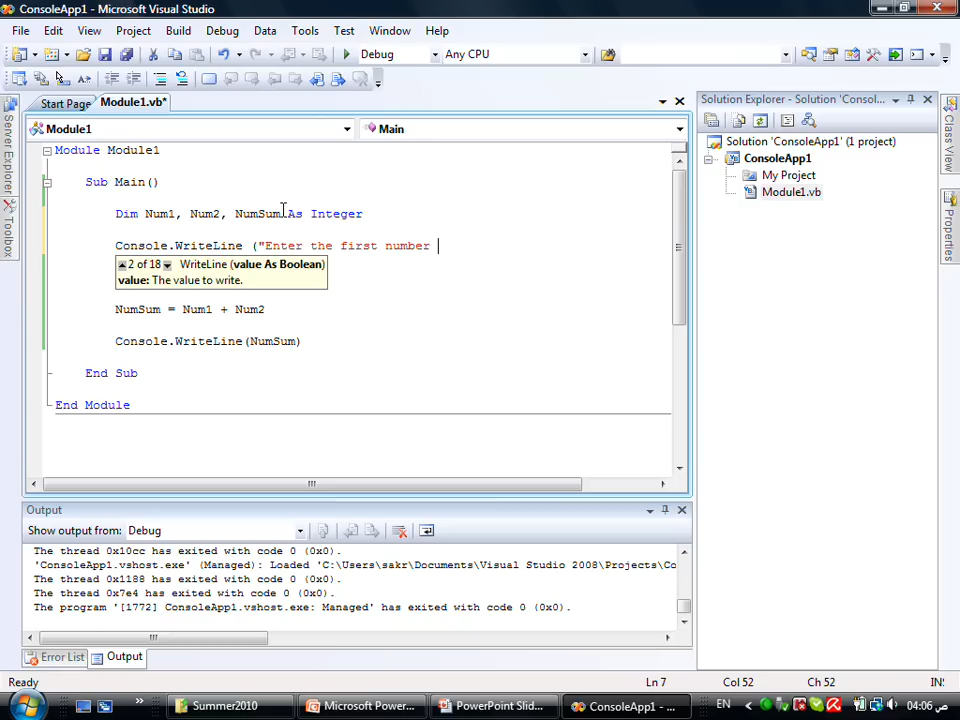 ConsoleApp1 - Microsoft Visual Studio
File Edit View Project Build Debug Data Tools Test Window Help
Debug Any CPU
Start Page Module1.vb*
Module1 Main
Module Module1
Sub Main()
Dim Num1, Num2, NumSum As Integer
Console.WriteLine ("Enter the first number
2 of 18 WriteLine (value As Boolean)
value: The value to write.
NumSum = Num1 + Num2
Console.WriteLine(NumSum)
End Sub
End Module
Server Explorer
Toolbox
Solution Explorer - Solution 'Consol...
Solution 'ConsoleApp1' (1 project)
ConsoleApp1
My Project
Module1.vb
Class View
Output
Show output from: Debug
The thread 0x10cc has exited with code 0 (0x0).
'ConsoleApp1.vshost.exe' (Managed): Loaded 'C:\Users\sakr\Documents\Visual Studio 2008\Projects\Co
The thread 0x1188 has exited with code 0 (0x0).
The thread 0x7e4 has exited with code 0 (0x0).
The program '[1772] ConsoleApp1.vshost.exe: Managed' has exited with code 0 (0x0).
Error List Output
Ready Ln 7 Col 52 Ch 52 INS
Summer2010 Microsoft Power... PowerPoint Slid... ConsoleApp1 - ... EN 04:06 ص